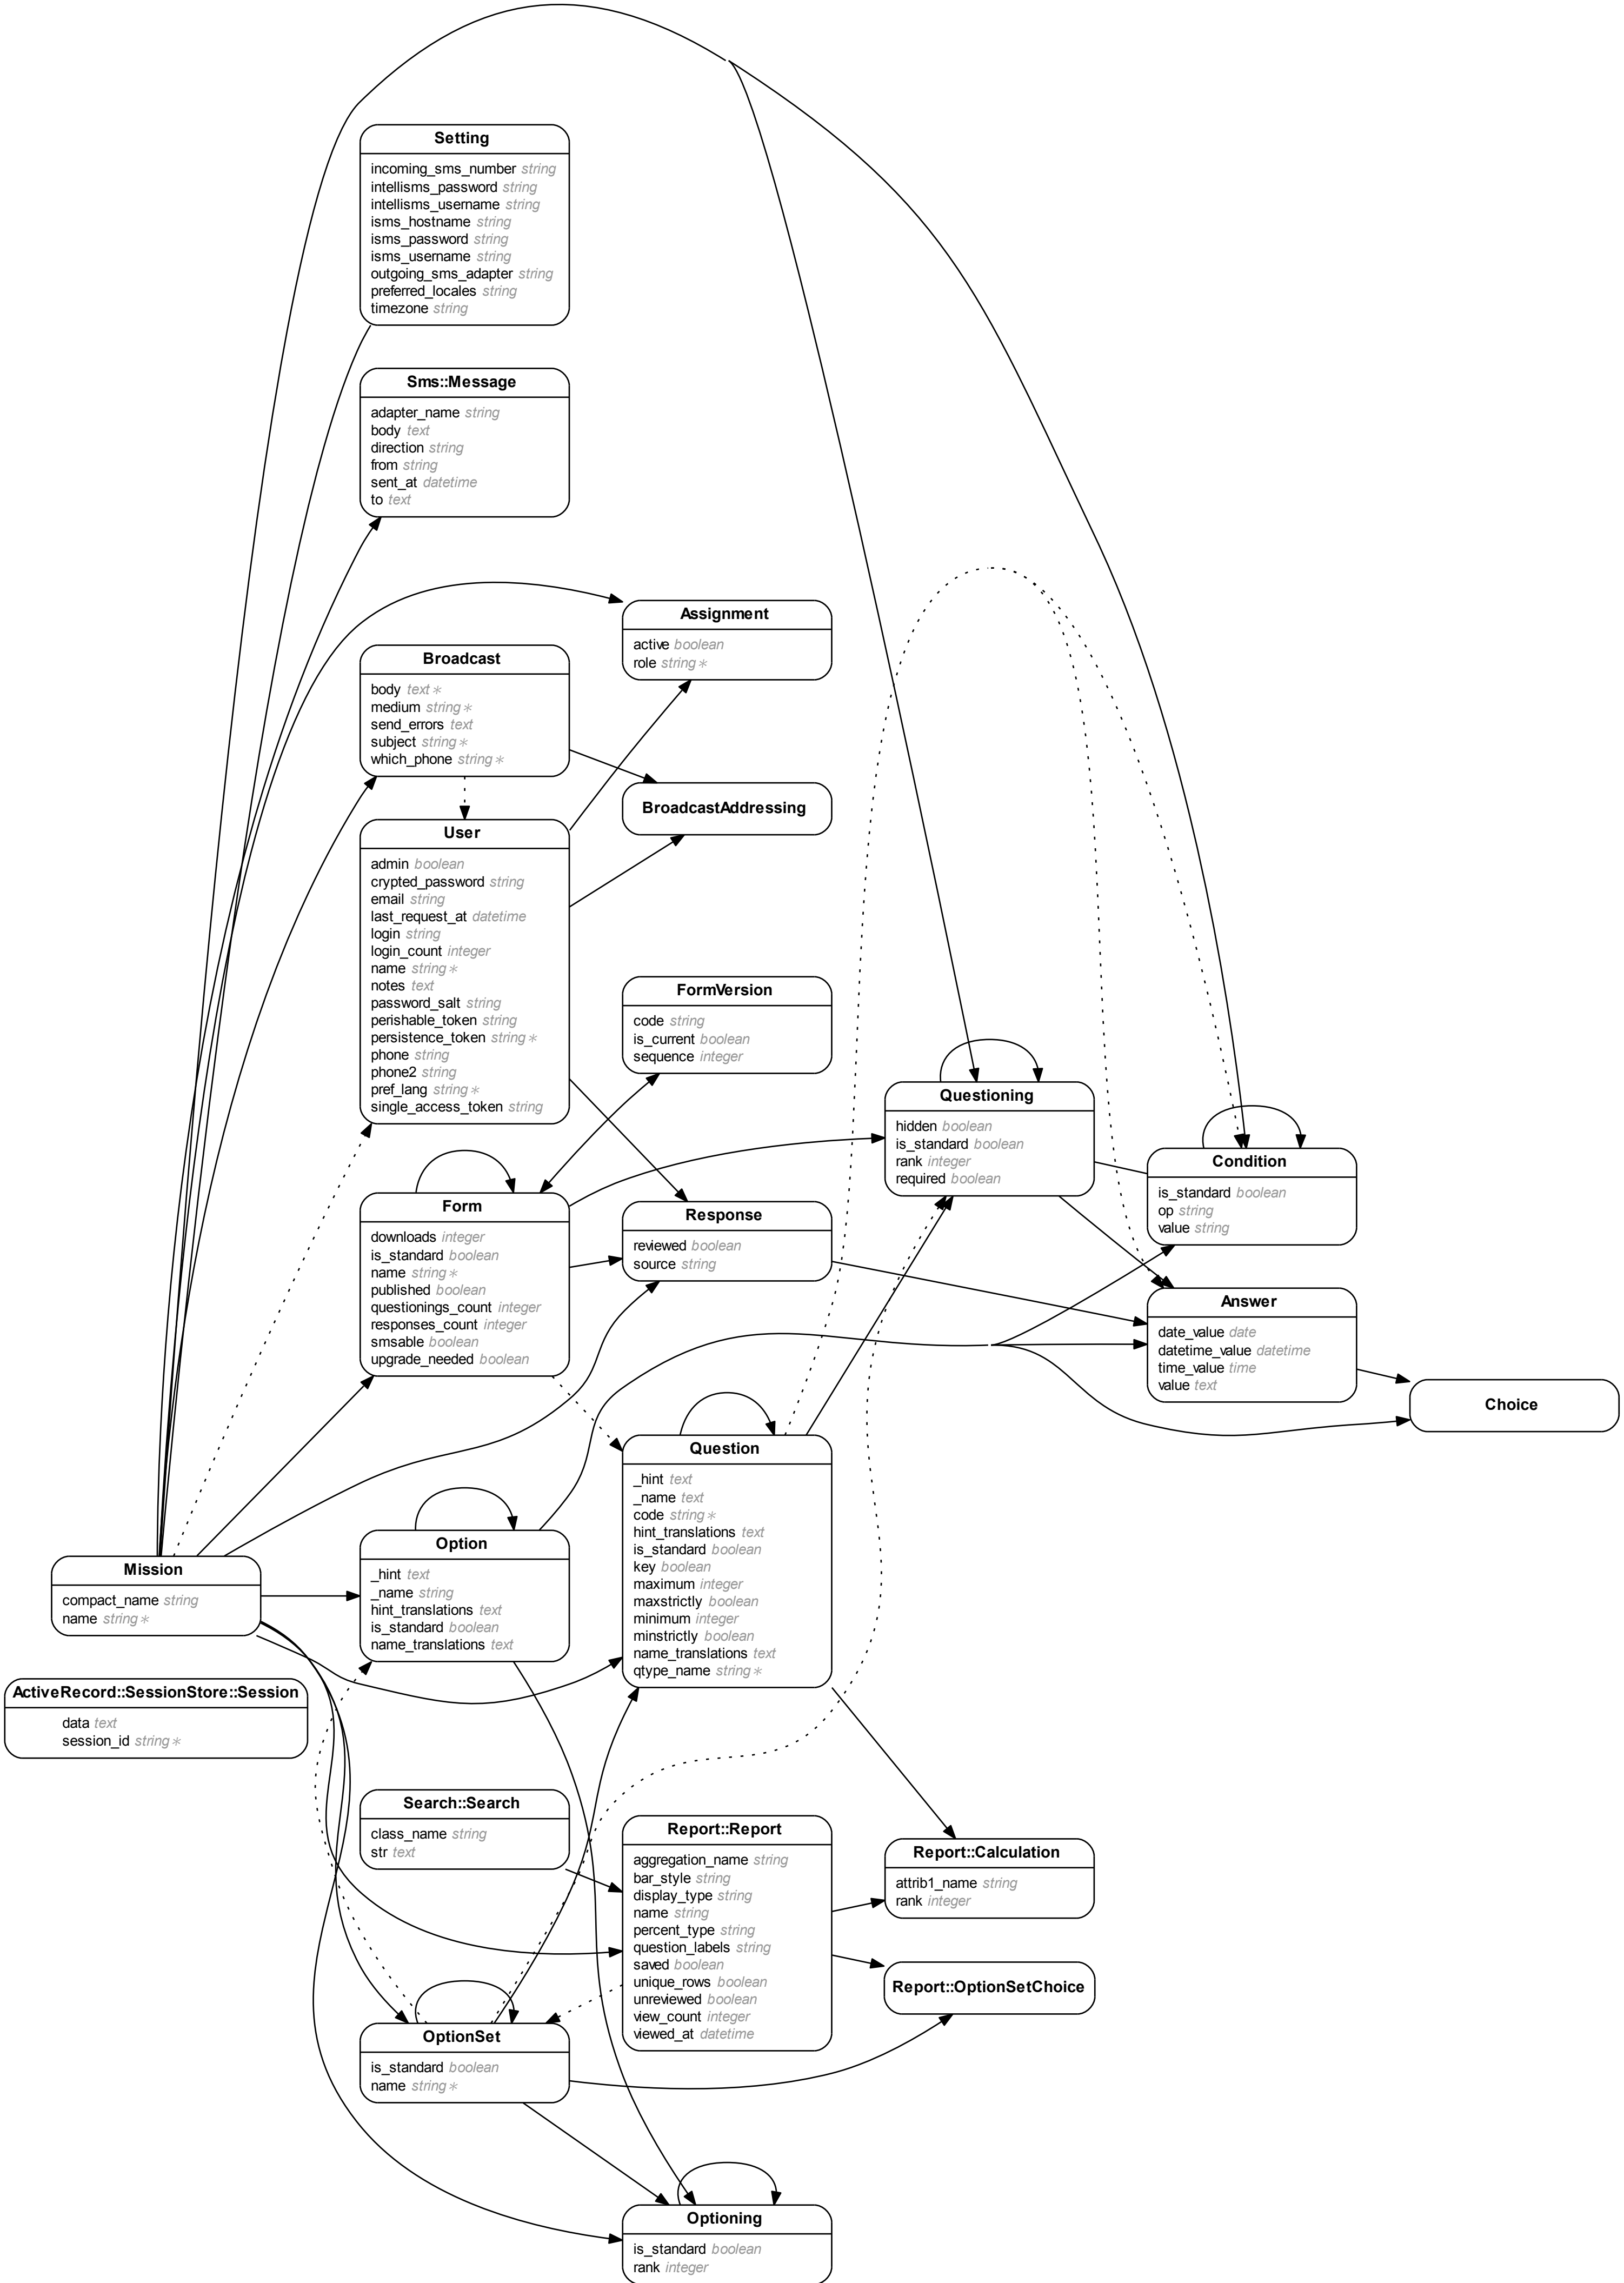 Setting
incoming_sms_number string
intellisms_password string
intellisms_username string
isms_hostname string
isms_password string
isms_username string
outgoing_sms_adapter string
preferred_locales string
timezone string
Sms::Message
adapter_name string
body text
direction string
from string
sent_at datetime
to text
Assignment
active boolean
role string *
Broadcast
body text *
medium string *
send_errors text
subject string *
which_phone string *
BroadcastAddressing
User
admin boolean
crypted_password string
email string
last_request_at datetime
login string
login_count integer
name string *
notes text
password_salt string
perishable_token string
persistence_token string *
phone string
phone2 string
pref_lang string *
single_access_token string
FormVersion
code string
is_current boolean
sequence integer
Questioning
hidden boolean
is_standard boolean
rank integer
required boolean
Condition
is_standard boolean
op string
value string
Form
downloads integer
is_standard boolean
name string *
published boolean
questionings_count integer
responses_count integer
smsable boolean
upgrade_needed boolean
Response
reviewed boolean
source string
Answer
date_value date
datetime_value datetime
time_value time
value text
Choice
Question
_hint text
_name text
code string *
hint_translations text
is_standard boolean
key boolean
maximum integer
maxstrictly boolean
minimum integer
minstrictly boolean
name_translations text
qtype_name string *
Option
_hint text
_name string
hint_translations text
is_standard boolean
name_translations text
Mission
compact_name string
name string *
ActiveRecord::SessionStore::Session
data text
session_id string *
Search::Search
class_name string
str text
Report::Report
aggregation_name string
bar_style string
display_type string
name string
percent_type string
question_labels string
saved boolean
unique_rows boolean
unreviewed boolean
view_count integer
viewed_at datetime
Report::Calculation
attrib1_name string
rank integer
Report::OptionSetChoice
OptionSet
is_standard boolean
name string *
Optioning
is_standard boolean
rank integer